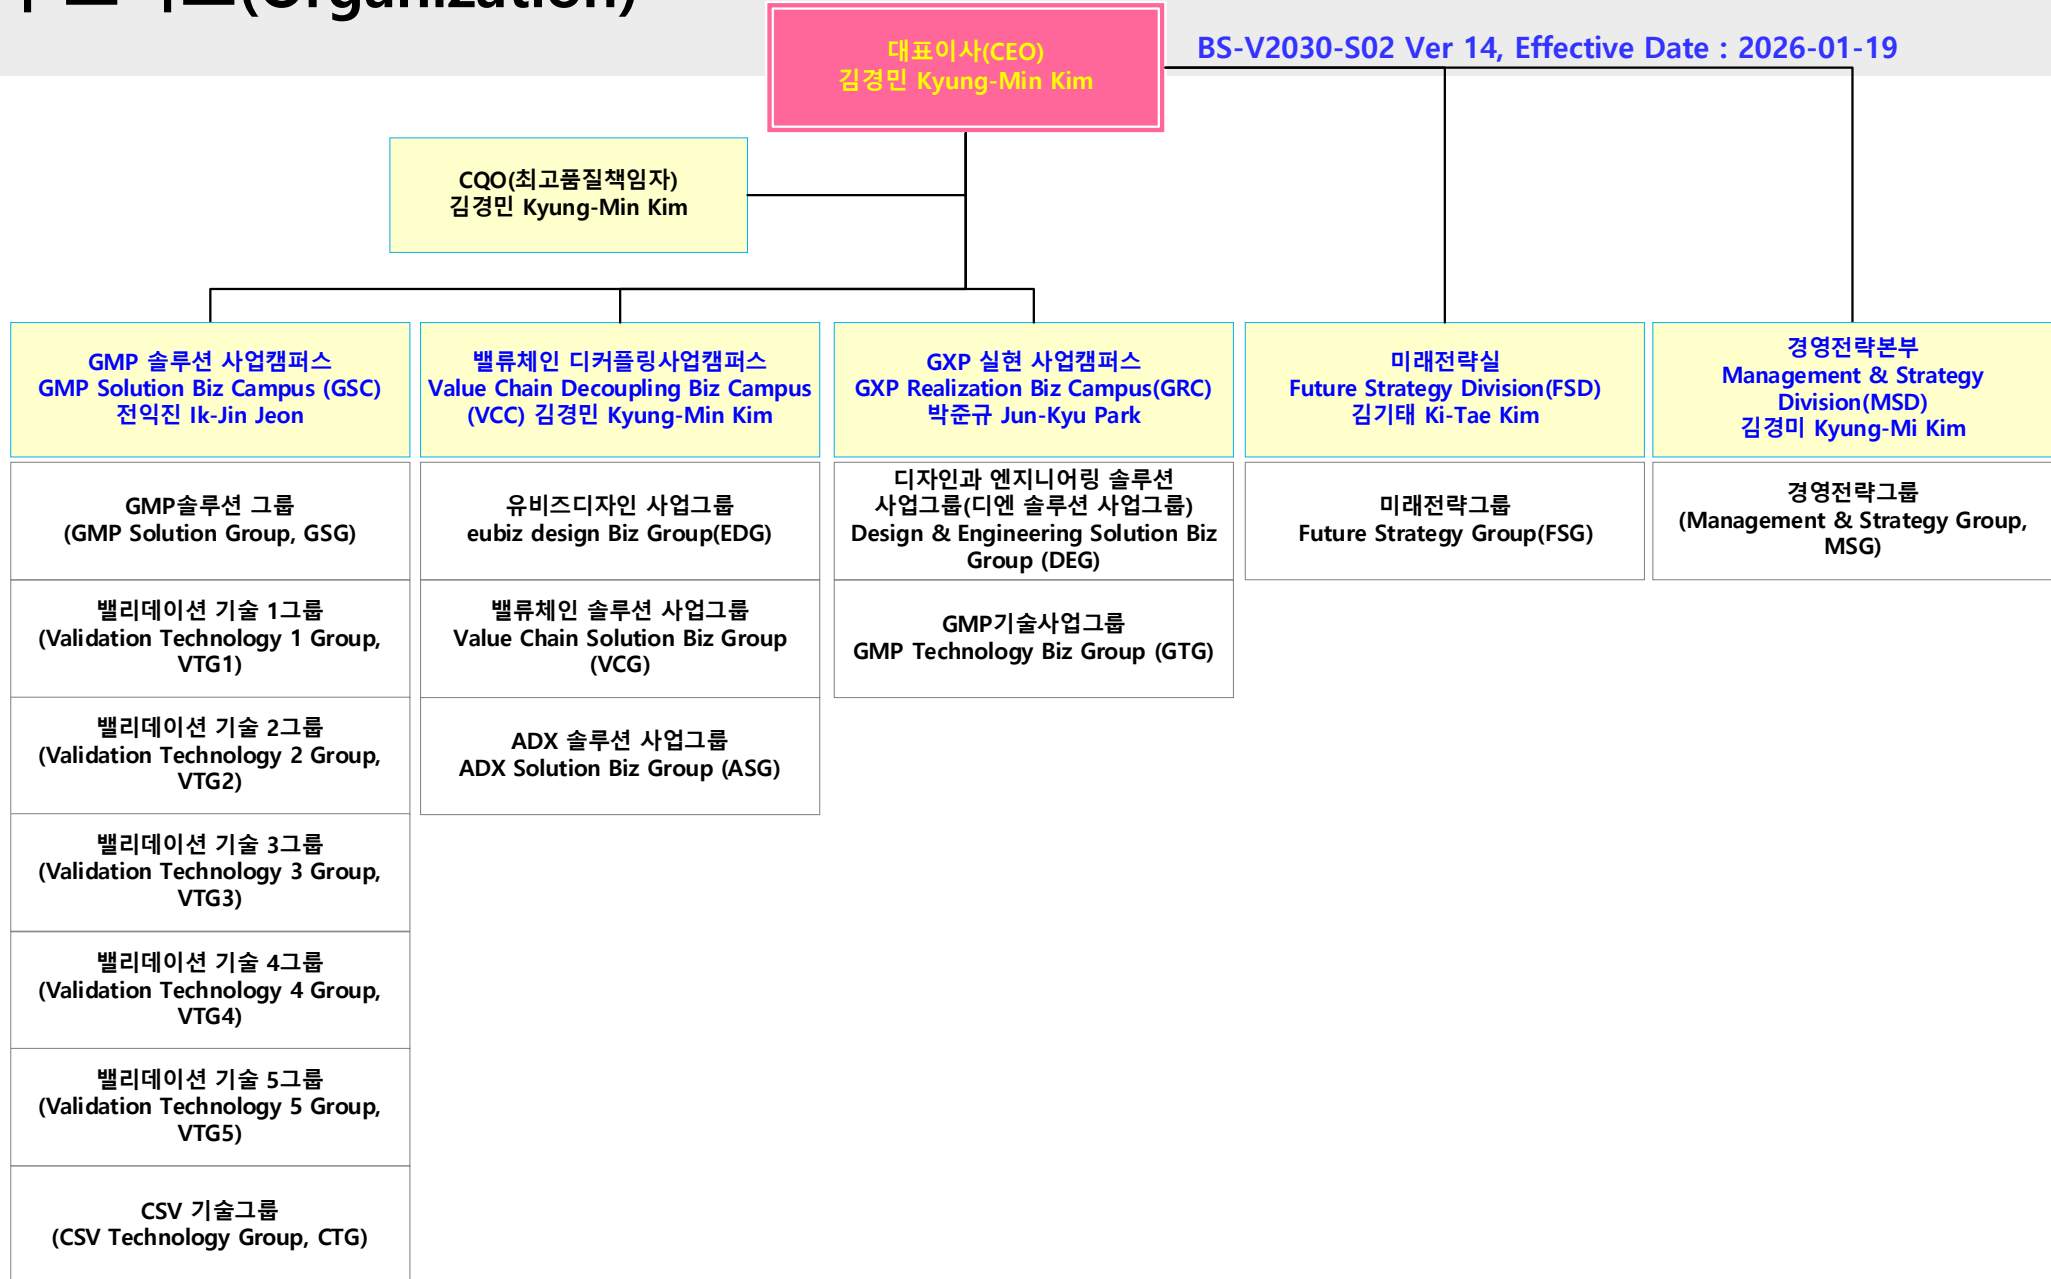 (Organization)
대표이사(CEO)
김경민 Kyung-Min Kim
BS-V2030-S02 Ver 14, Effective Date : 2026-01-19
CQO(최고품질책임자)
김경민 Kyung-Min Kim
GMP 솔루션 사업캠퍼스
GMP Solution Biz Campus (GSC)
전익진 Ik-Jin Jeon
밸류체인 디커플링사업캠퍼스
Value Chain Decoupling Biz Campus
(VCC) 김경민 Kyung-Min Kim
GXP 실현 사업캠퍼스
GXP Realization Biz Campus(GRC)
박준규 Jun-Kyu Park
미래전략실
Future Strategy Division(FSD)
김기태 Ki-Tae Kim
경영전략본부
Management & Strategy
Division(MSD)
김경미 Kyung-Mi Kim
GMP솔루션 그룹
(GMP Solution Group, GSG)
밸리데이션 기술 1그룹
(Validation Technology 1 Group,
VTG1)
밸리데이션 기술 2그룹
(Validation Technology 2 Group,
VTG2)
밸리데이션 기술 3그룹
(Validation Technology 3 Group,
VTG3)
밸리데이션 기술 4그룹
(Validation Technology 4 Group,
VTG4)
밸리데이션 기술 5그룹
(Validation Technology 5 Group,
VTG5)
CSV 기술그룹
(CSV Technology Group, CTG)
유비즈디자인 사업그룹
eubiz design Biz Group(EDG)
밸류체인 솔루션 사업그룹
Value Chain Solution Biz Group
(VCG)
ADX 솔루션 사업그룹
ADX Solution Biz Group (ASG)
디자인과 엔지니어링 솔루션
사업그룹(디엔 솔루션 사업그룹)
Design & Engineering Solution Biz
Group (DEG)
GMP기술사업그룹
GMP Technology Biz Group (GTG)
미래전략그룹
Future Strategy Group(FSG)
경영전략그룹
(Management & Strategy Group,
MSG)